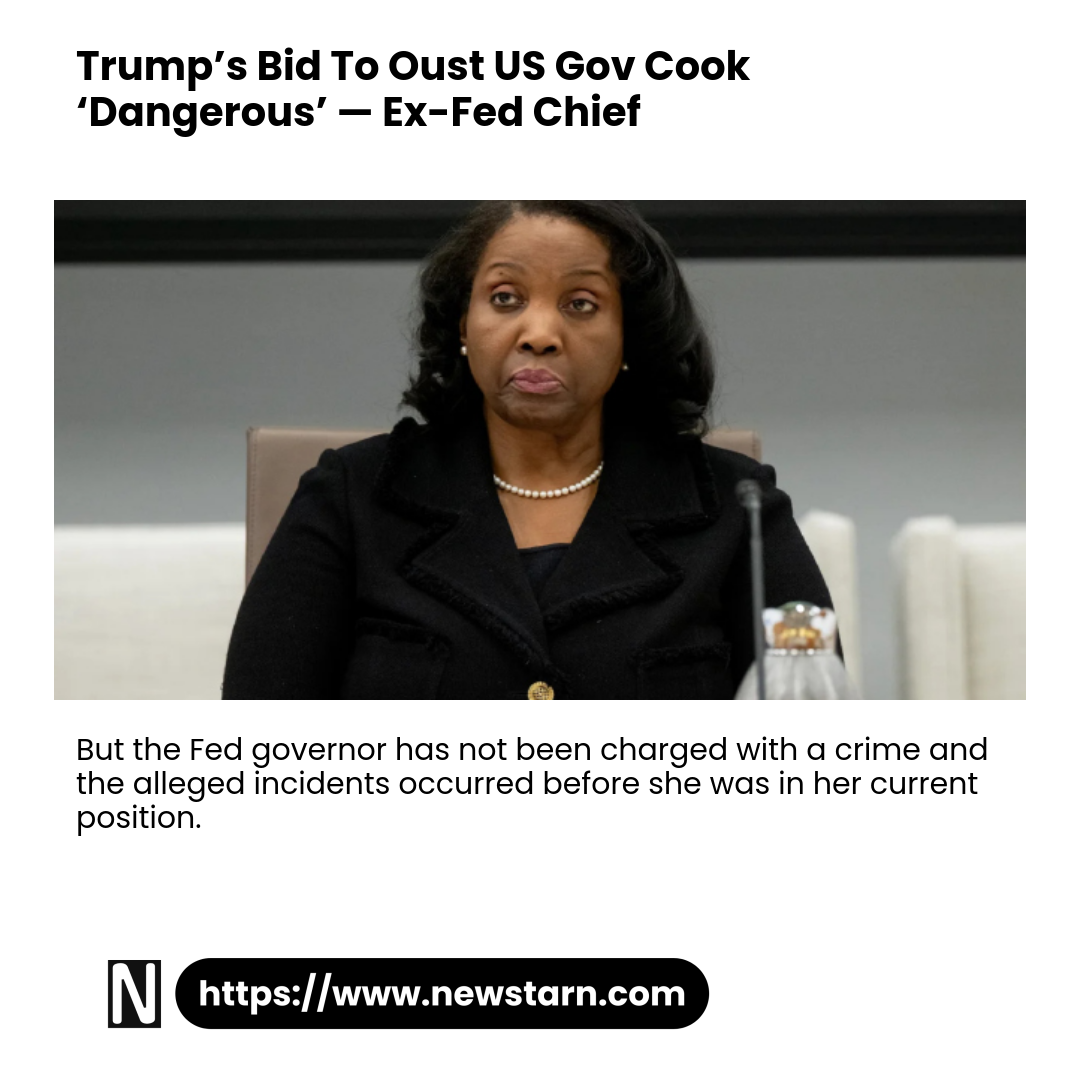 Trump’s Bid To Oust US Gov Cook
‘Dangerous’ — Ex-Fed Chief
But the Fed governor has not been charged with a crime and
the alleged incidents occurred before she was in her current
position.
N
https://www.newstarn.com